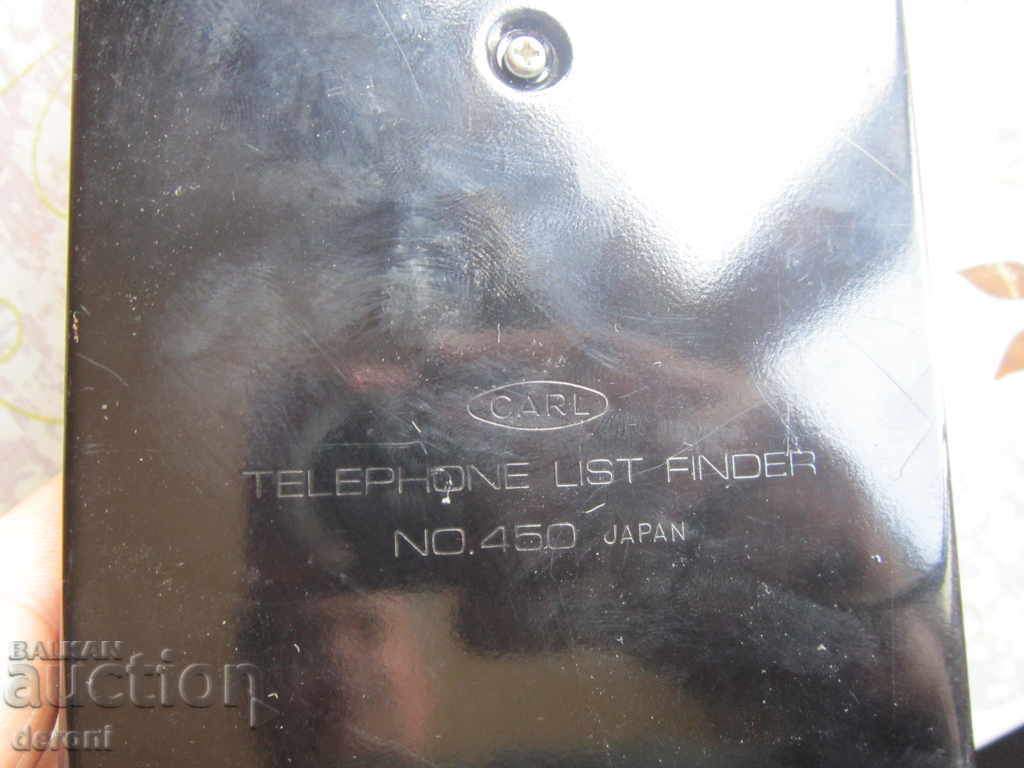 CARL
TELEPHONE LIST FINDER
NO.450 JAPAN
BALKAN
auction
deroni